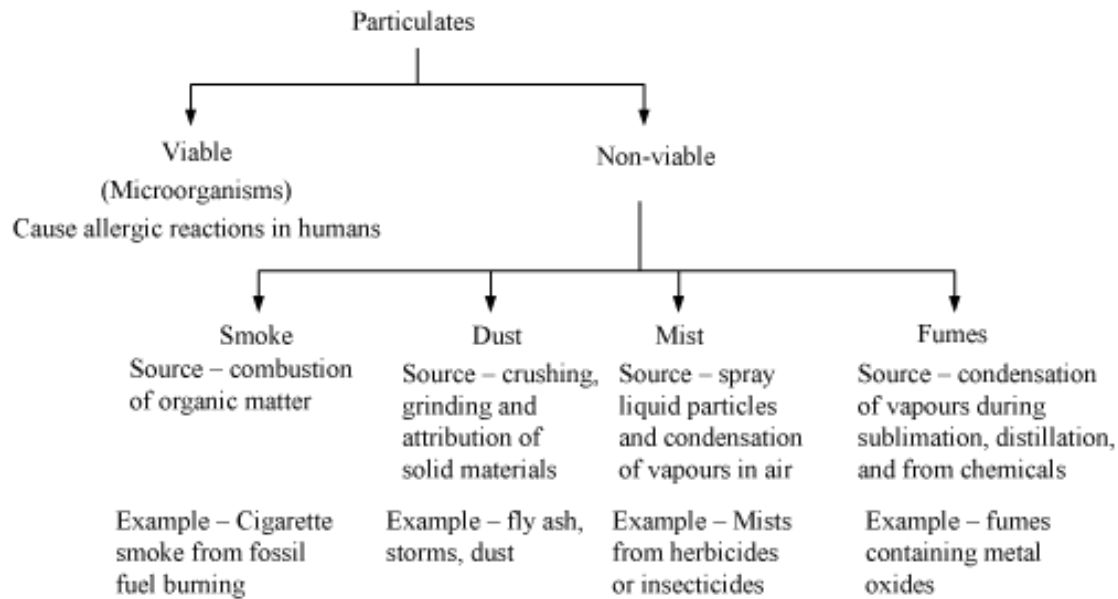 Particulates
Viable
(Microorganisms)
Cause allergic reactions in humans
Non-viable
Smoke
Source – combustion
of organic matter
Example – Cigarette
smoke from fossil
fuel burning
Dust
Source – crushing,
grinding and
attribution of
solid materials
Example – fly ash,
storms, dust
Mist
Source – spray
liquid particles
and condensation
of vapours in air
Example – Mists
from herbicides
or insecticides
Fumes
Source – condensation
of vapours during
sublimation, distillation,
and from chemicals
Example – fumes
containing metal
oxides